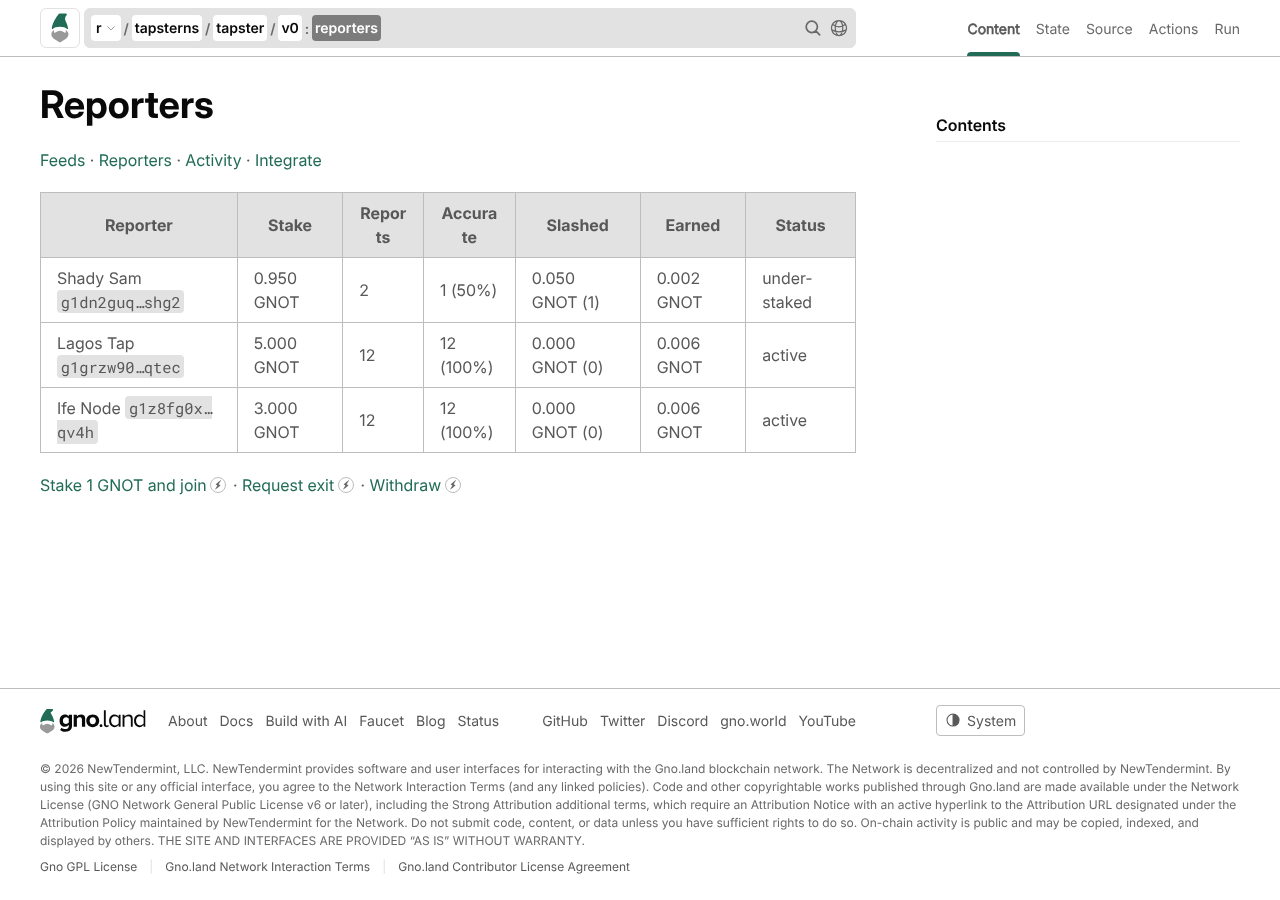 r / tapsterns / tapster / v0 : reporters
Content State Source Actions Run
Reporters
Contents
Feeds · Reporters · Activity · Integrate
Reporter Stake Reports Accurate Slashed Earned Status
Shady Sam g1dn2guq…shg2 0.950 GNOT 2 1 (50%) 0.050 GNOT (1) 0.002 GNOT under-staked
Lagos Tap g1grzw90…qtec 5.000 GNOT 12 12 (100%) 0.000 GNOT (0) 0.006 GNOT active
Ife Node g1z8fg0x…qv4h 3.000 GNOT 12 12 (100%) 0.000 GNOT (0) 0.006 GNOT active
Stake 1 GNOT and join · Request exit · Withdraw
gno.land About Docs Build with AI Faucet Blog Status GitHub Twitter Discord gno.world YouTube System
© 2026 NewTendermint, LLC. NewTendermint provides software and user interfaces for interacting with the Gno.land blockchain network. The Network is decentralized and not controlled by NewTendermint. By
using this site or any official interface, you agree to the Network Interaction Terms (and any linked policies). Code and other copyrightable works published through Gno.land are made available under the Network
License (GNO Network General Public License v6 or later), including the Strong Attribution additional terms, which require an Attribution Notice with an active hyperlink to the Attribution URL designated under the
Attribution Policy maintained by NewTendermint for the Network. Do not submit code, content, or data unless you have sufficient rights to do so. On-chain activity is public and may be copied, indexed, and
displayed by others. THE SITE AND INTERFACES ARE PROVIDED “AS IS” WITHOUT WARRANTY.
Gno GPL License Gno.land Network Interaction Terms Gno.land Contributor License Agreement